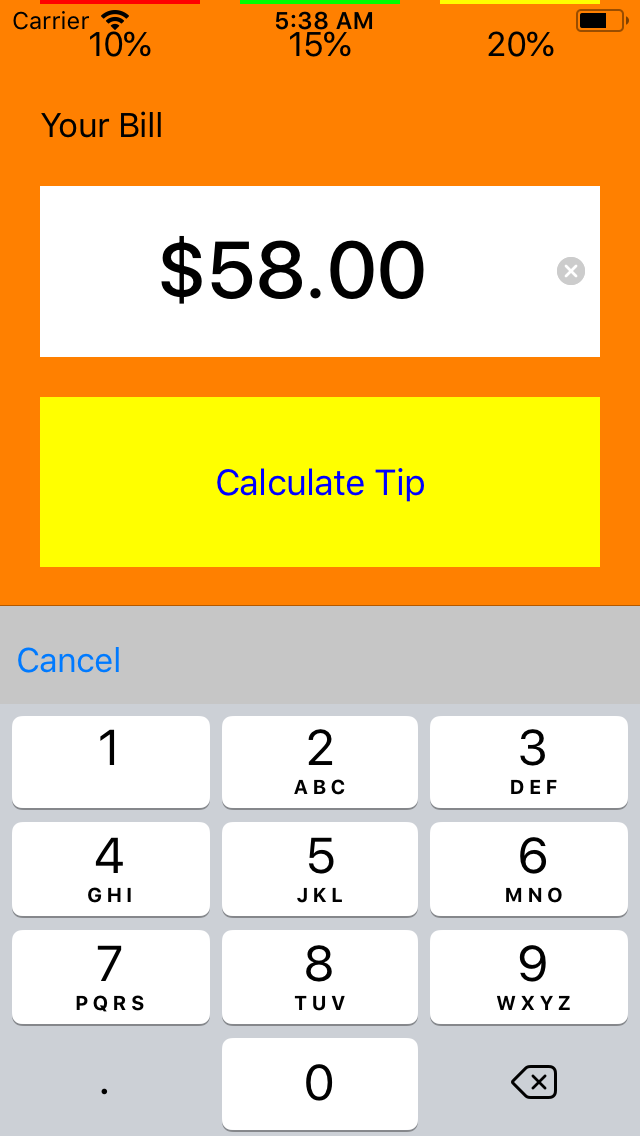 Carrier 5:38 AM
10% 15% 20%
Your Bill
$58.00
Calculate Tip
Cancel
1 2 3
ABC DEF
4 5 6
GHI JKL MNO
7 8 9
PQRS TUV WXYZ
. 0